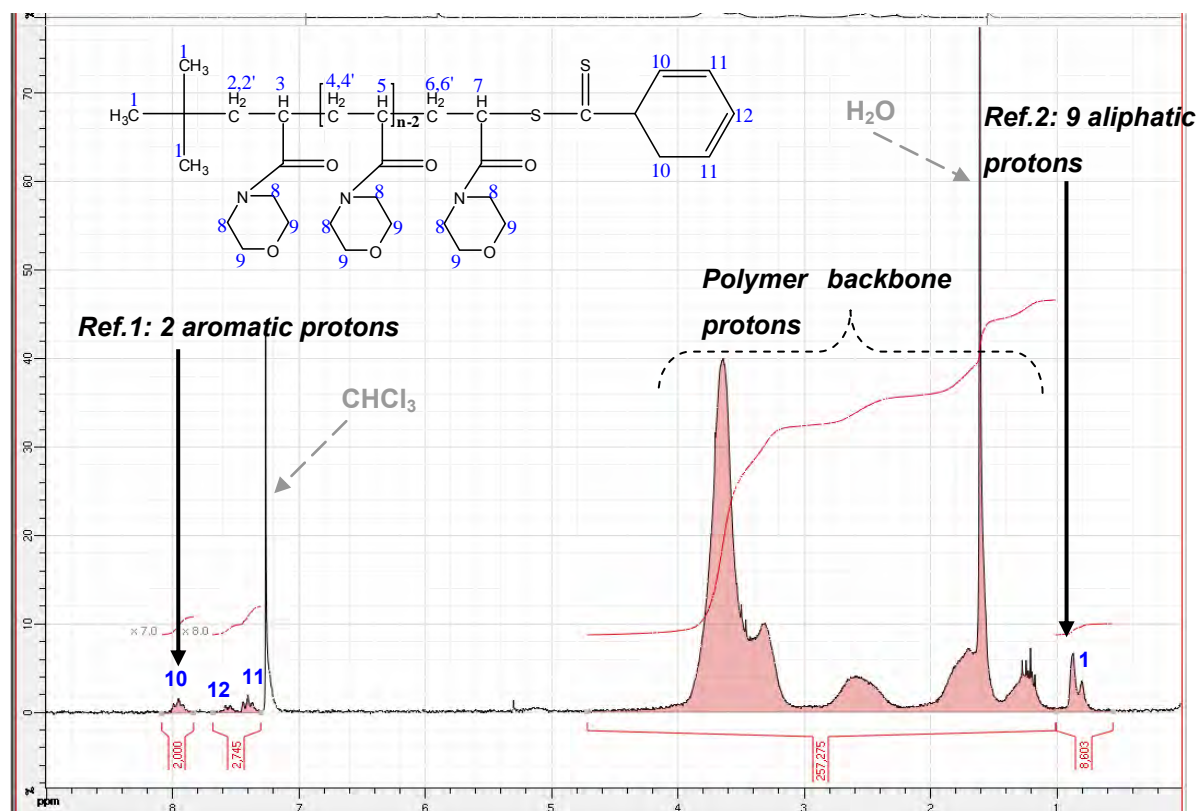 1
CH3
2,2' 3 4,4' 5 6,6' 7
1
H3C
H2
C
H
C
H2
C
H
C
n-2
H2
C
H
C
S
S
10 11
12
10 11
1
CH3
O O O
N 8
8 9
9 O
N 8
8 9
9 O
N 8
8 9
9 O
H2O
Ref.2: 9 aliphatic
protons
Polymer backbone
protons
Ref.1: 2 aromatic protons
CHCl3
x 7.0 x 8.0
10 12 11 1
70
60
50
40
30
20
10
0
2,000 2,745 257,275 8,603
ppm 8 7 6 5 4 3 2 1